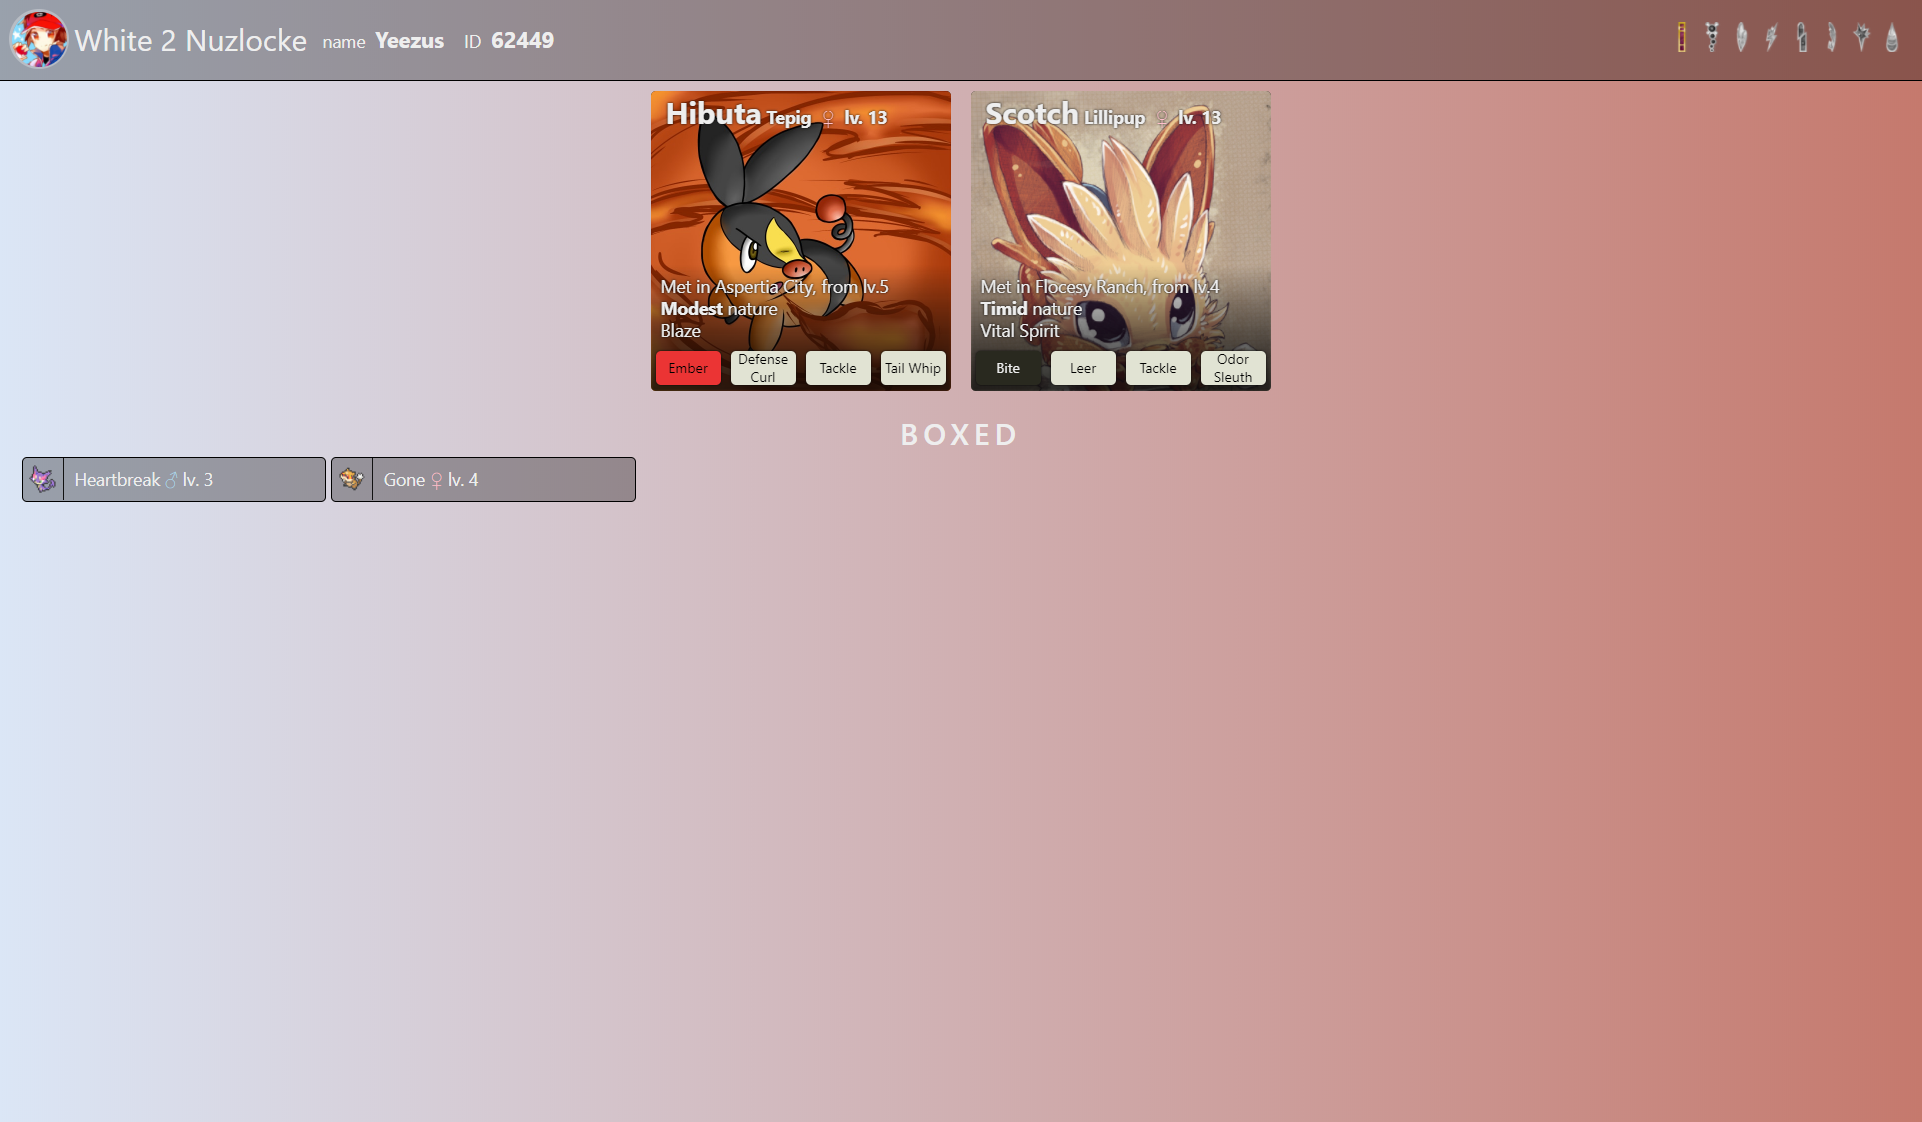 White 2 Nuzlocke name Yeezus ID 62449
Hibuta Tepig ♀ lv. 13
Met in Aspertia City, from lv.5
Modest nature
Blaze
Ember
Defense
Curl
Tackle
Tail Whip
Scotch Lillipup ♀ lv. 13
Met in Flocesy Ranch, from lv.4
Timid nature
Vital Spirit
Bite
Leer
Tackle
Odor
Sleuth
BOXED
Heartbreak ♂ lv. 3
Gone ♀ lv. 4